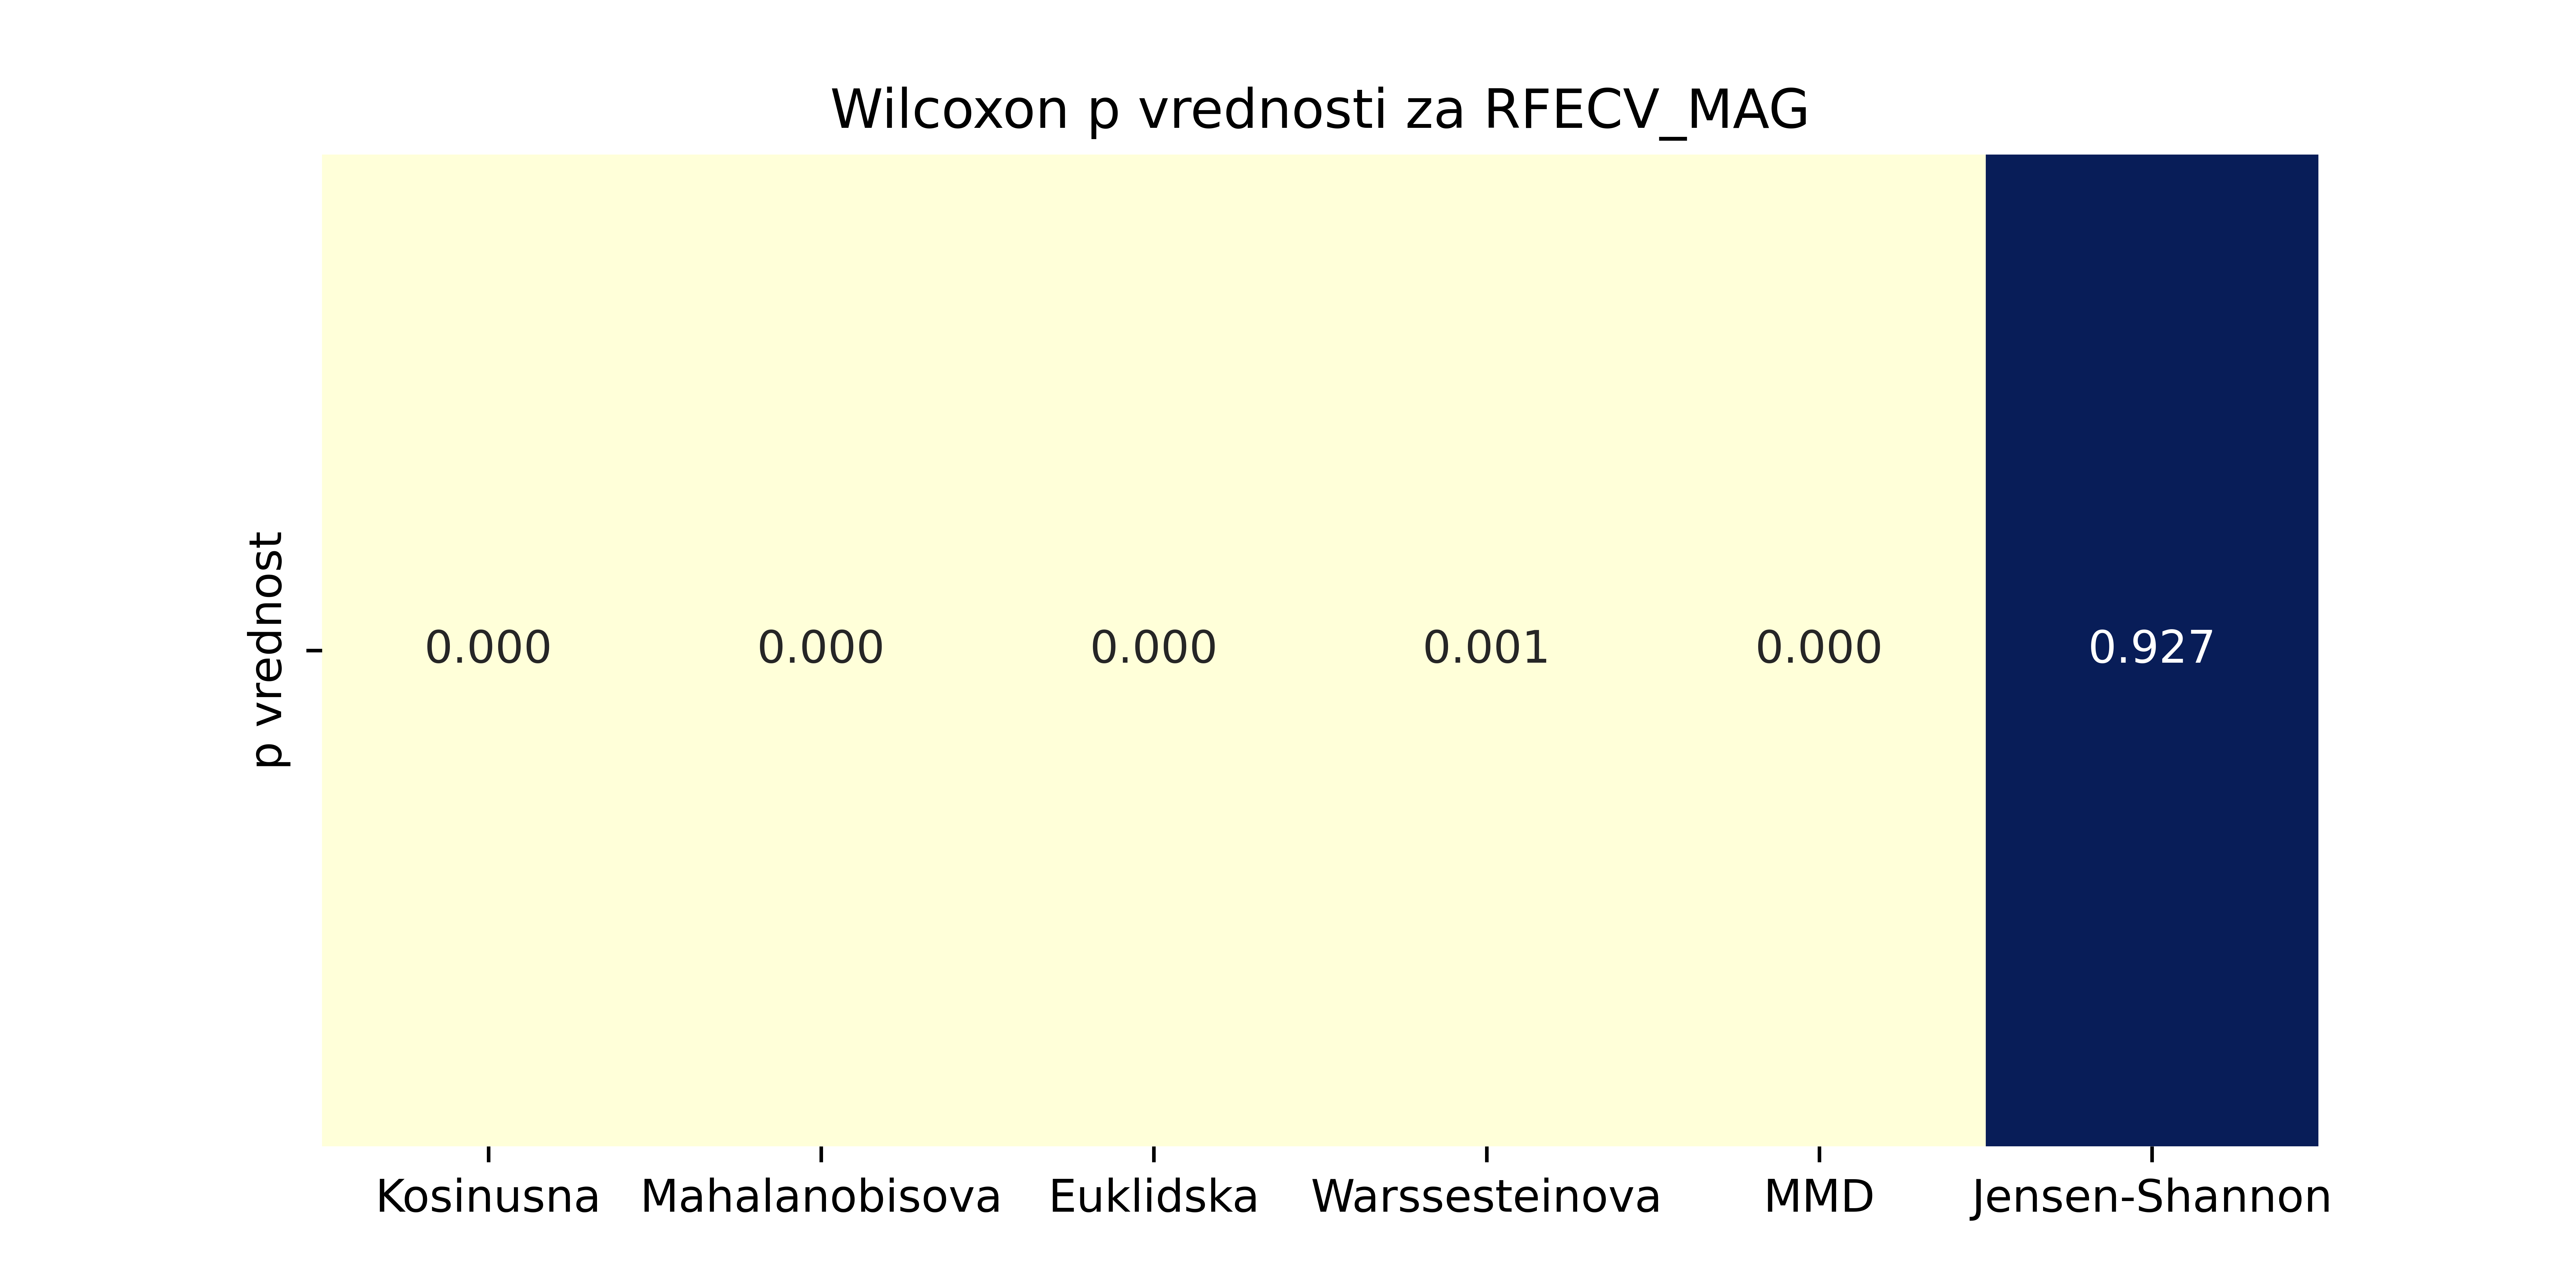 Wilcoxon p vrednosti za RFECV_MAG
p vrednost
0.000 0.000 0.000 0.001 0.000 0.927
Kosinusna Mahalanobisova Euklidska Warssesteinova MMD Jensen-Shannon